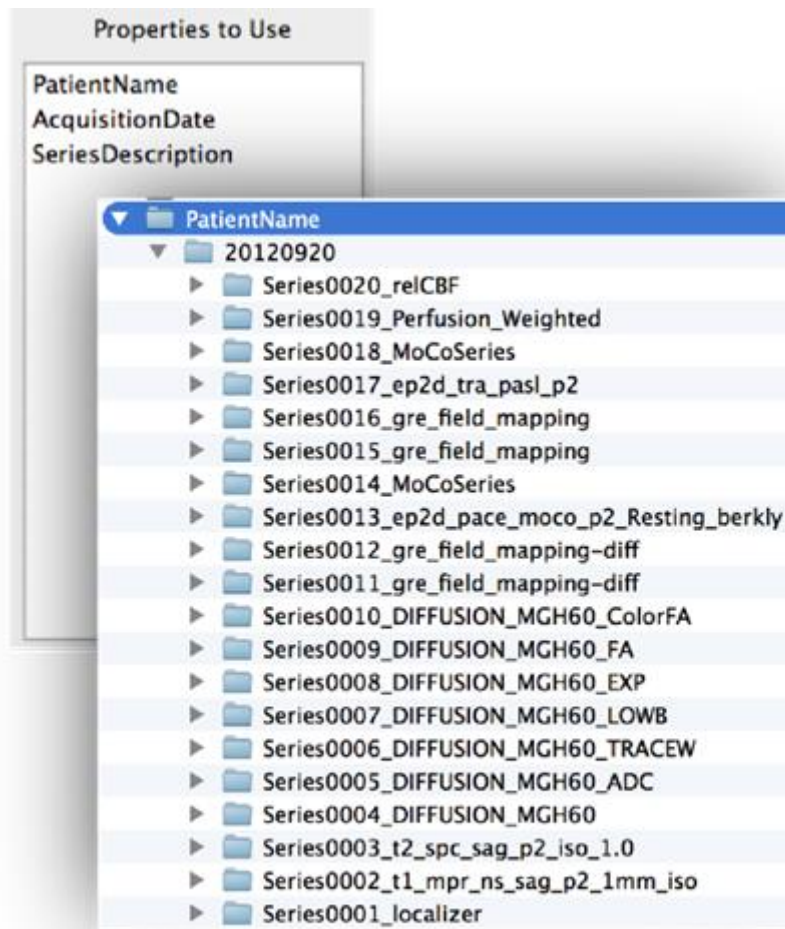 Properties to Use
PatientName
AcquisitionDate
SeriesDescription
PatientName
20120920
Series0020_relCBF
Series0019_Perfusion_Weighted
Series0018_MoCoSeries
Series0017_ep2d_tra_pasl_p2
Series0016_gre_field_mapping
Series0015_gre_field_mapping
Series0014_MoCoSeries
Series0013_ep2d_pace_moco_p2_Resting_berkly
Series0012_gre_field_mapping-diff
Series0011_gre_field_mapping-diff
Series0010_DIFFUSION_MGH60_ColorFA
Series0009_DIFFUSION_MGH60_FA
Series0008_DIFFUSION_MGH60_EXP
Series0007_DIFFUSION_MGH60_LOWB
Series0006_DIFFUSION_MGH60_TRACEW
Series0005_DIFFUSION_MGH60_ADC
Series0004_DIFFUSION_MGH60
Series0003_t2_spc_sag_p2_iso_1.0
Series0002_t1_mpr_ns_sag_p2_1mm_iso
Series0001_localizer